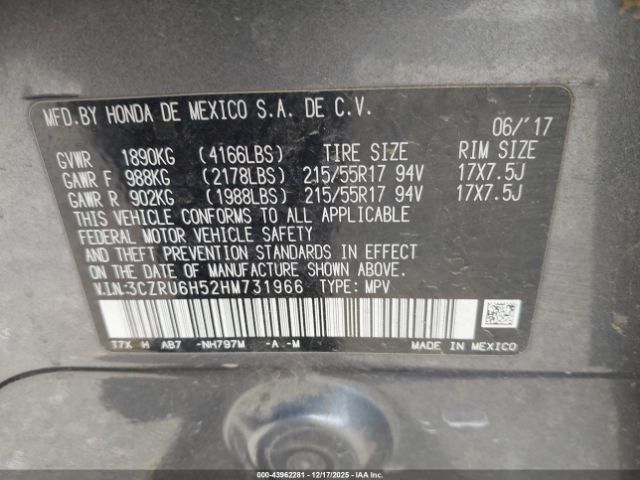 MFD.BY HONDA DE MEXICO S.A. DE C.V.
06/'17
GVWR 1890KG (4166LBS) TIRE SIZE RIM SIZE
GAWR F 988KG (2178LBS) 215/55R17 94V 17X7.5J
GAWR R 902KG (1988LBS) 215/55R17 94V 17X7.5J
THIS VEHICLE CONFORMS TO ALL APPLICABLE
FEDERAL MOTOR VEHICLE SAFETY
AND THEFT PREVENTION STANDARDS IN EFFECT
ON THE DATE OF MANUFACTURE SHOWN ABOVE.
V.I.N:3CZRU6H52HM731966 TYPE: MPV
T7X H AB7 -NH797M -A -M
MADE IN MEXICO
000-43962281 - 12/17/2025 - IAAI.COM